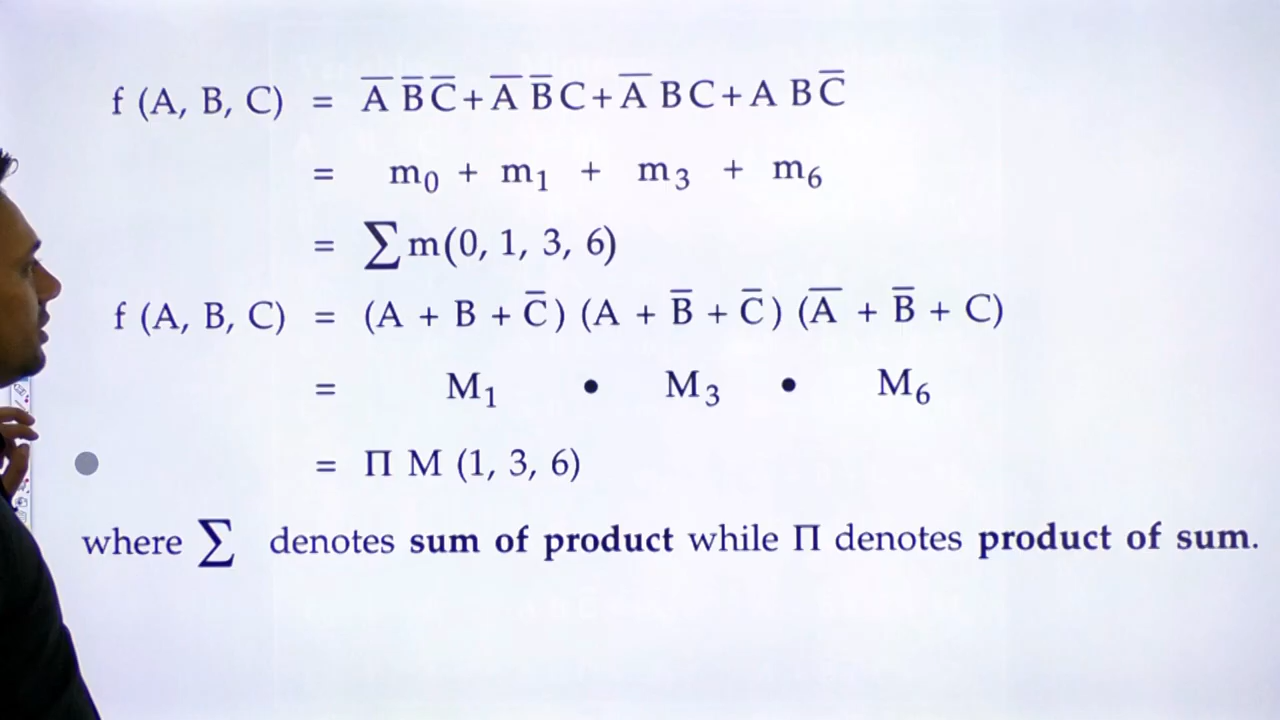 f (A, B, C) = A̅ B̅ C̅ + A̅ B̅ C + A̅ B C + A B C̅
= m₀ + m₁ + m₃ + m₆
= ∑ m(0, 1, 3, 6)
f (A, B, C) = (A + B + C̅) (A + B̅ + C̅) (A̅ + B̅ + C)
= M₁ • M₃ • M₆
= Π M (1, 3, 6)
where ∑ denotes sum of product while Π denotes product of sum.